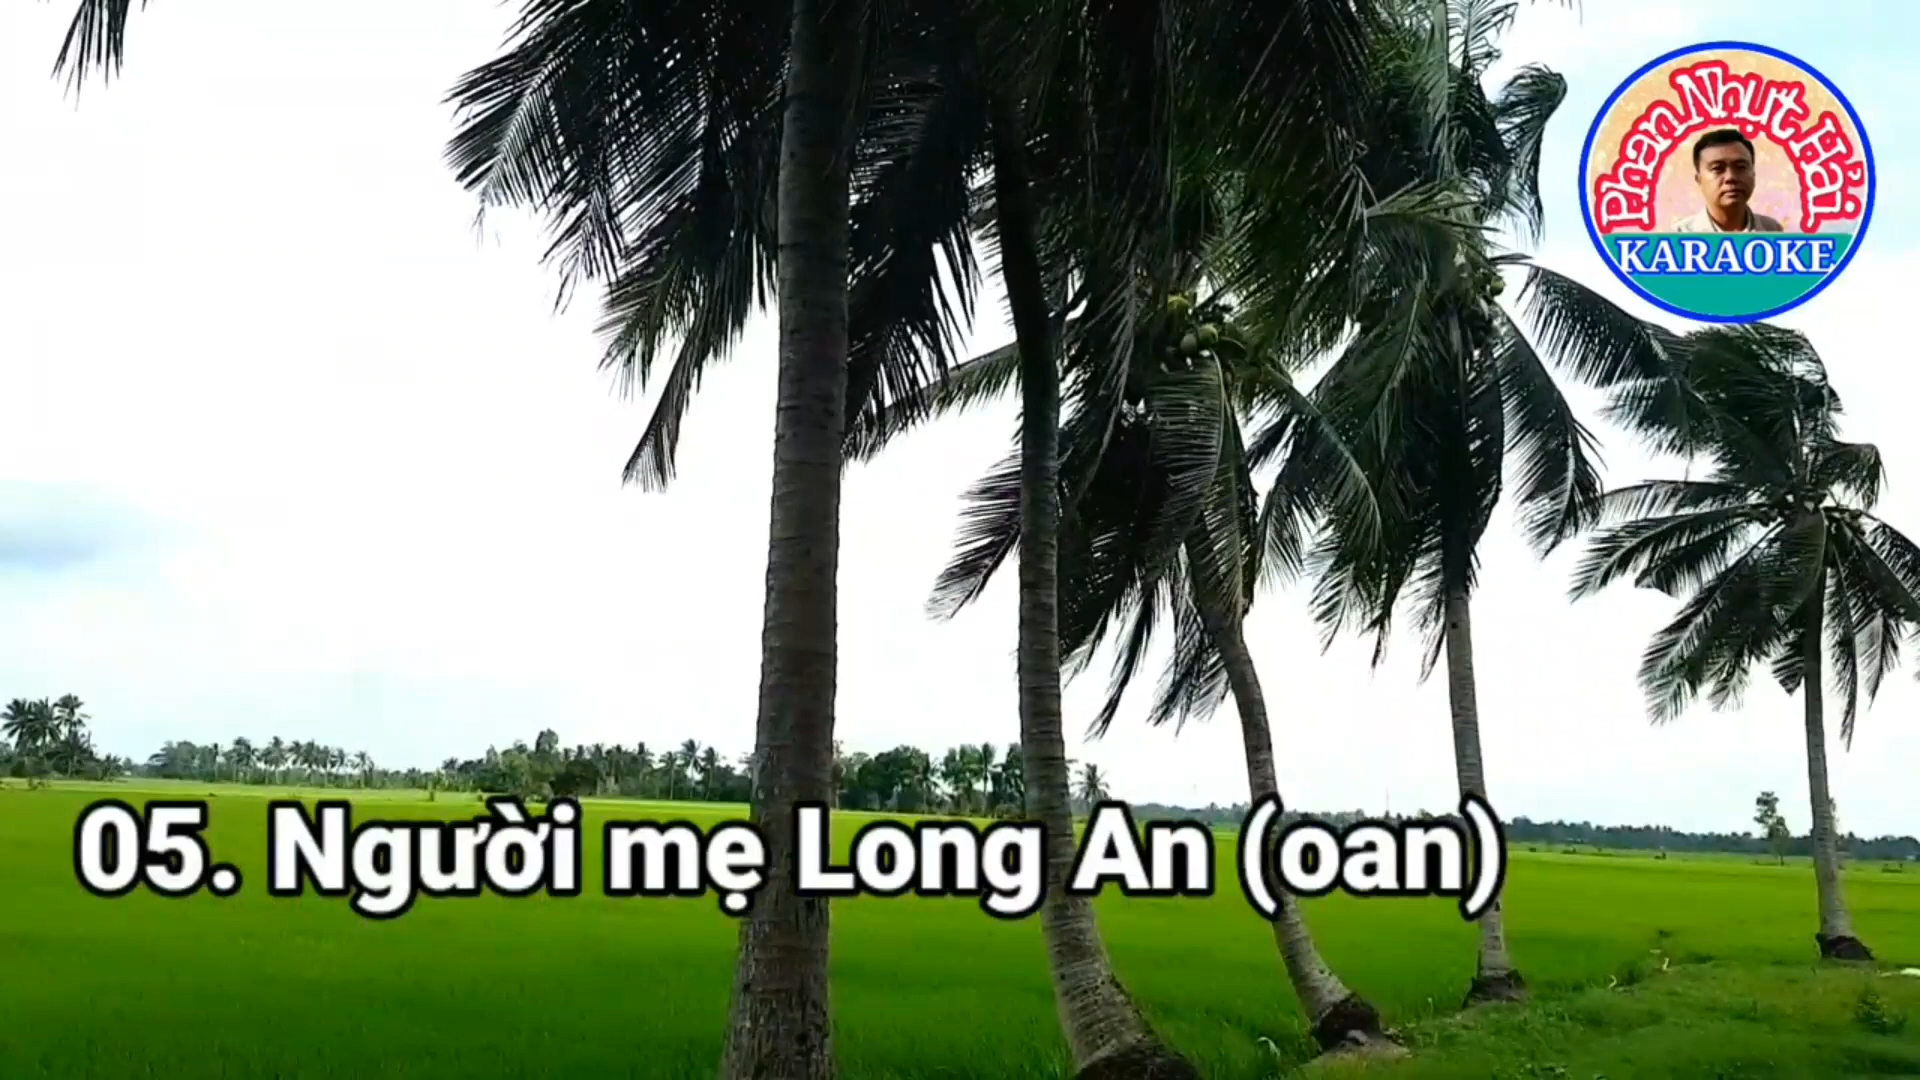 Phan Nhựt Hải
KARAOKE
05. Người mẹ Long An (oan)